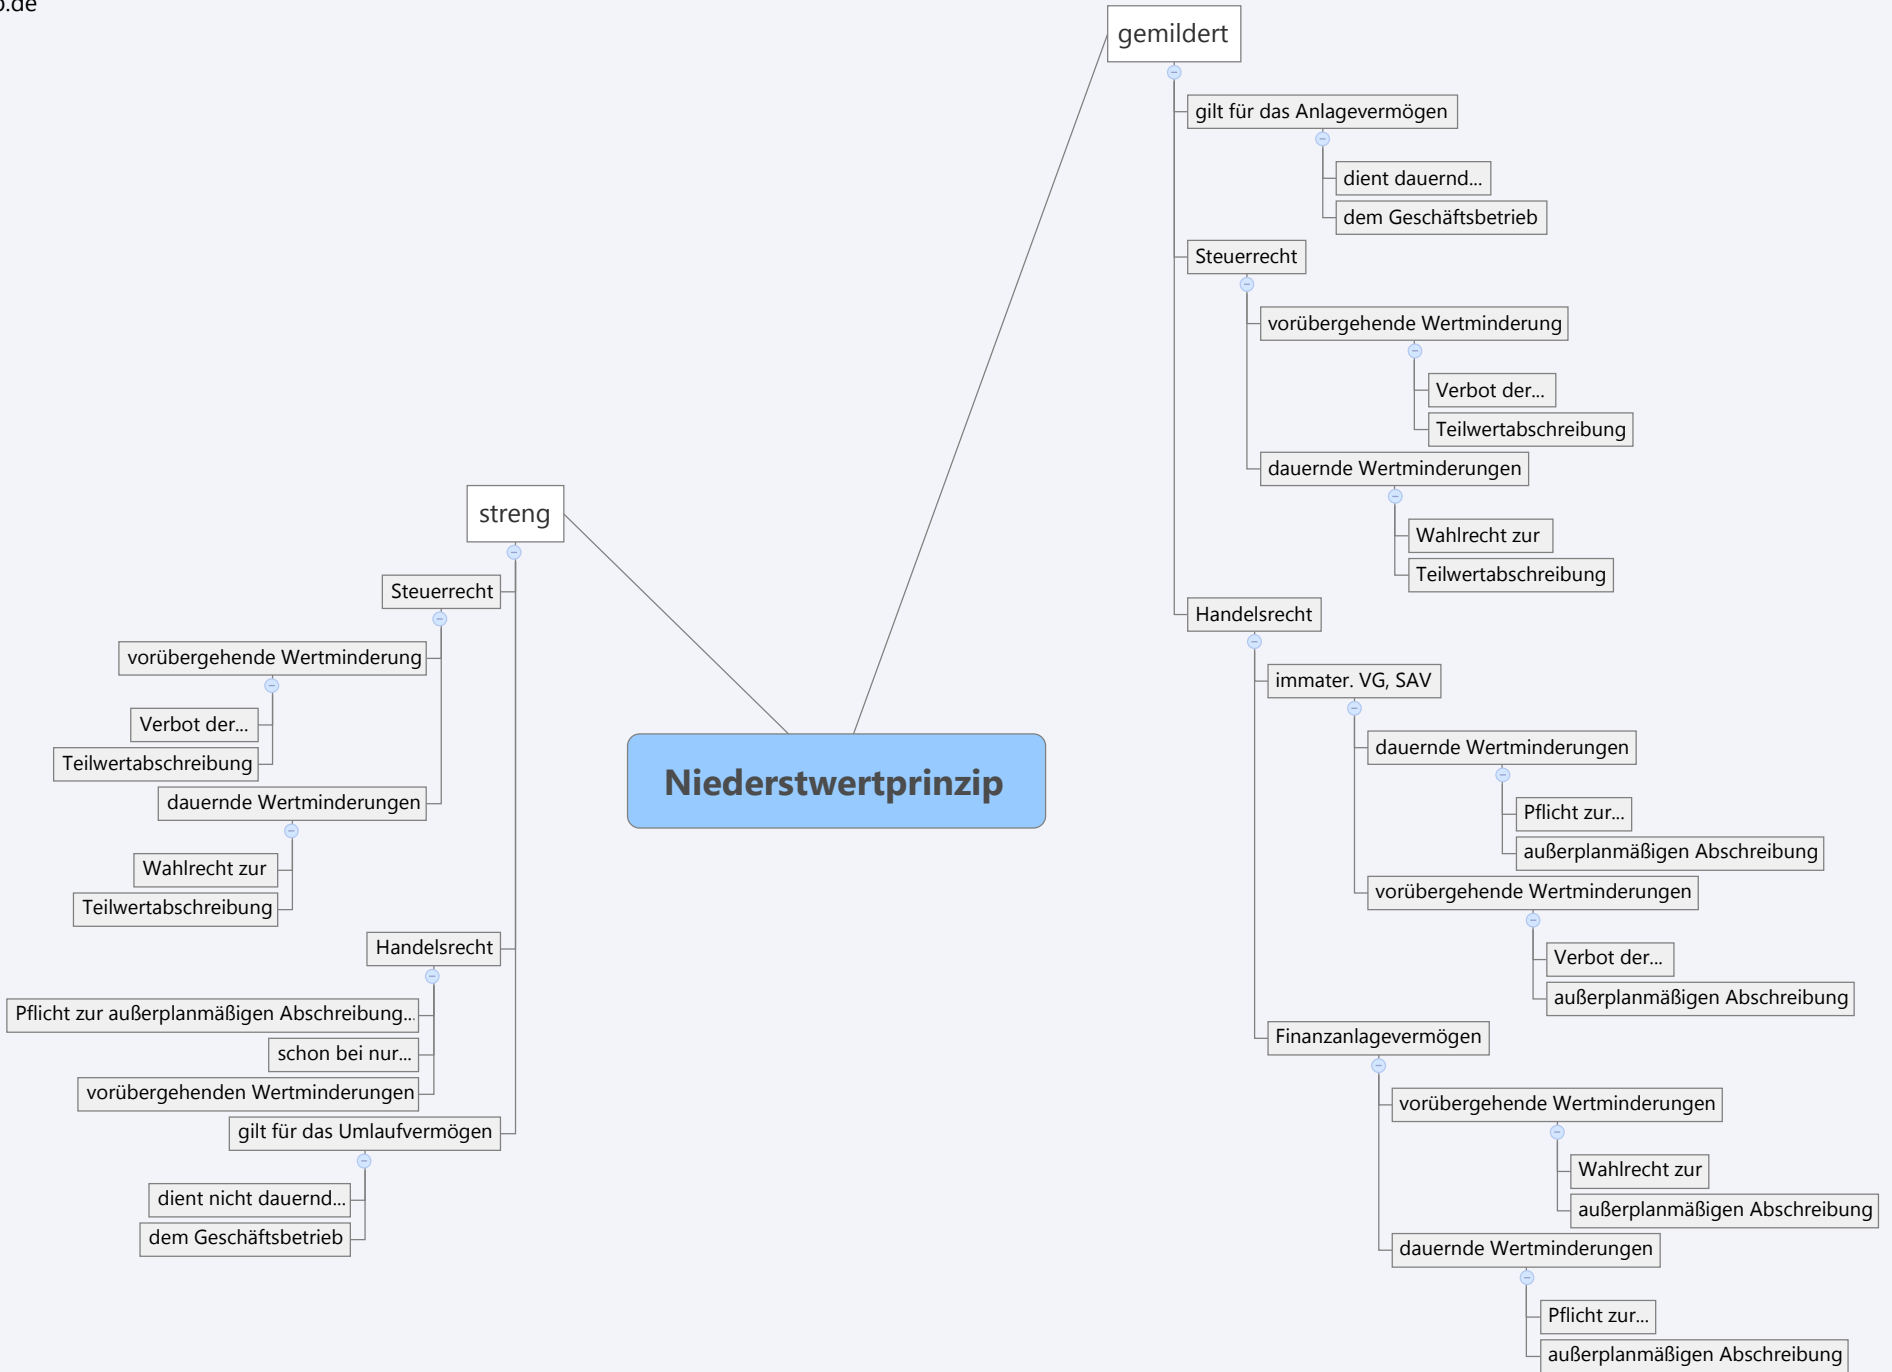 gemildert
gilt für das Anlagevermögen
dient dauernd...
dem Geschäftsbetrieb
Steuerrecht
vorübergehende Wertminderung
Verbot der...
Teilwertabschreibung
dauernde Wertminderungen
Wahlrecht zur
Teilwertabschreibung
Handelsrecht
immater. VG, SAV
dauernde Wertminderungen
Pflicht zur...
außerplanmäßigen Abschreibung
vorübergehende Wertminderungen
Verbot der...
außerplanmäßigen Abschreibung
Finanzanlagevermögen
vorübergehende Wertminderungen
Wahlrecht zur
außerplanmäßigen Abschreibung
dauernde Wertminderungen
Pflicht zur...
außerplanmäßigen Abschreibung
Niederstwertprinzip
streng
Steuerrecht
vorübergehende Wertminderung
Verbot der...
Teilwertabschreibung
dauernde Wertminderungen
Wahlrecht zur
Teilwertabschreibung
Handelsrecht
Pflicht zur außerplanmäßigen Abschreibung...
schon bei nur...
vorübergehenden Wertminderungen
gilt für das Umlaufvermögen
dient nicht dauernd...
dem Geschäftsbetrieb